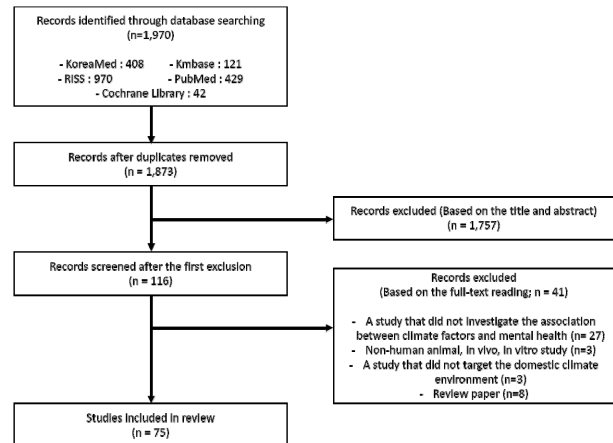 Records identified through database searching
(n=1,970)
- KoreaMed : 408 - Kmbase : 121
- RISS : 970 - PubMed : 429
- Cochrane Library : 42
Records after duplicates removed
(n = 1,873)
Records excluded (Based on the title and abstract)
(n = 1,757)
Records screened after the first exclusion
(n = 116)
Records excluded
(Based on the full-text reading; n = 41)
- A study that did not investigate the association
between climate factors and mental health (n= 27)
- Non-human animal, in vivo, in vitro study (n=3)
- A study that did not target the domestic climate
environment (n=3)
- Review paper (n=8)
Studies included in review
(n = 75)